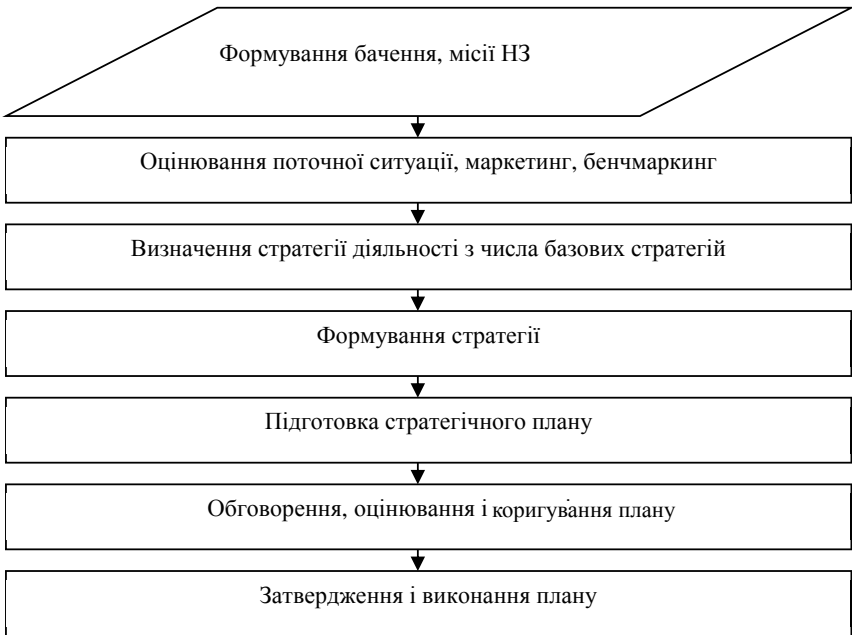 Формування бачення, місії НЗ
Оцінювання поточної ситуації, маркетинг, бенчмаркинг
Визначення стратегії діяльності з числа базових стратегій
Формування стратегії
Підготовка стратегічного плану
Обговорення, оцінювання і коригування плану
Затвердження і виконання плану